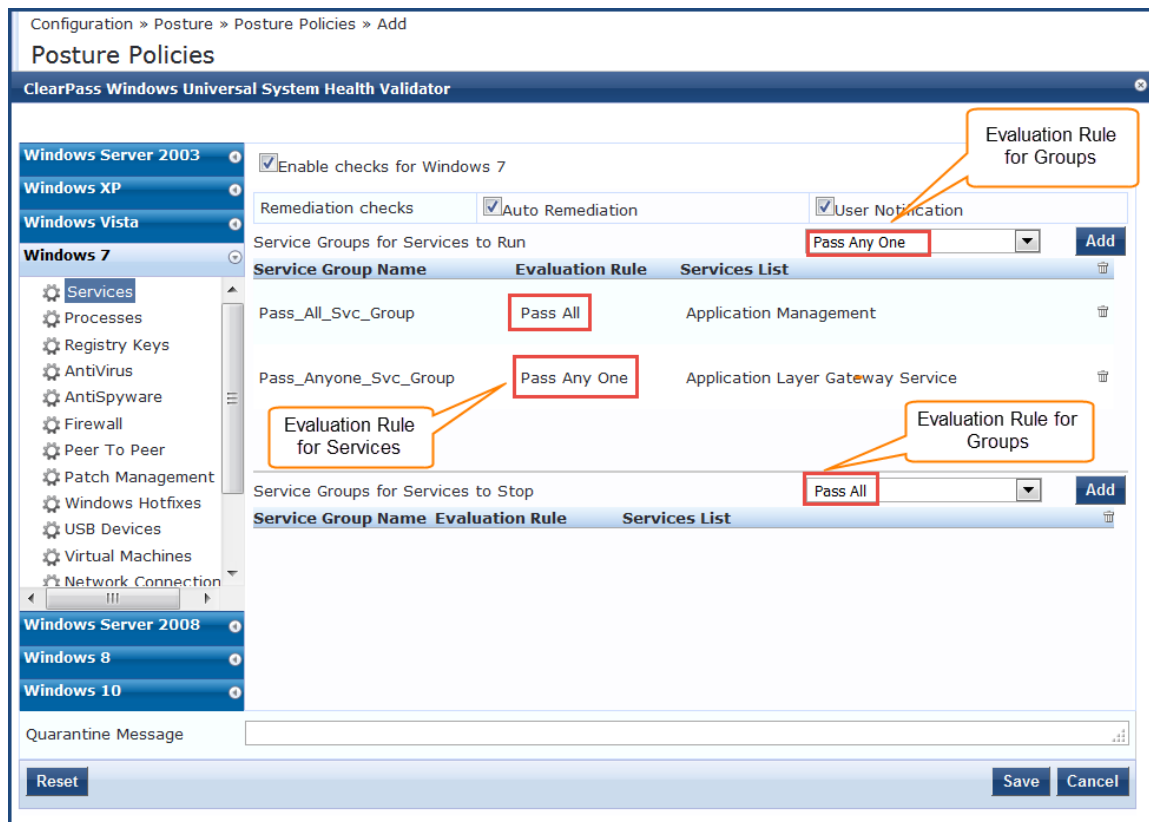 Configuration » Posture » Posture Policies » Add
Posture Policies
ClearPass Windows Universal System Health Validator
Evaluation Rule
for Groups
Windows Server 2003
Enable checks for Windows 7
Windows XP
Remediation checks Auto Remediation User Notification
Windows Vista
Service Groups for Services to Run Pass Any One Add
Windows 7
Service Group Name Evaluation Rule Services List
Services
Pass_All_Svc_Group Pass All Application Management
Processes
Registry Keys
AntiVirus
Pass_Anyone_Svc_Group Pass Any One Application Layer Gateway Service
AntiSpyware
Firewall
Evaluation Rule
for Services
Evaluation Rule for
Groups
Peer To Peer
Patch Management
Service Groups for Services to Stop Pass All Add
Windows Hotfixes
Service Group Name Evaluation Rule Services List
USB Devices
Virtual Machines
Network Connection
Windows Server 2008
Windows 8
Windows 10
Quarantine Message
Reset Save Cancel